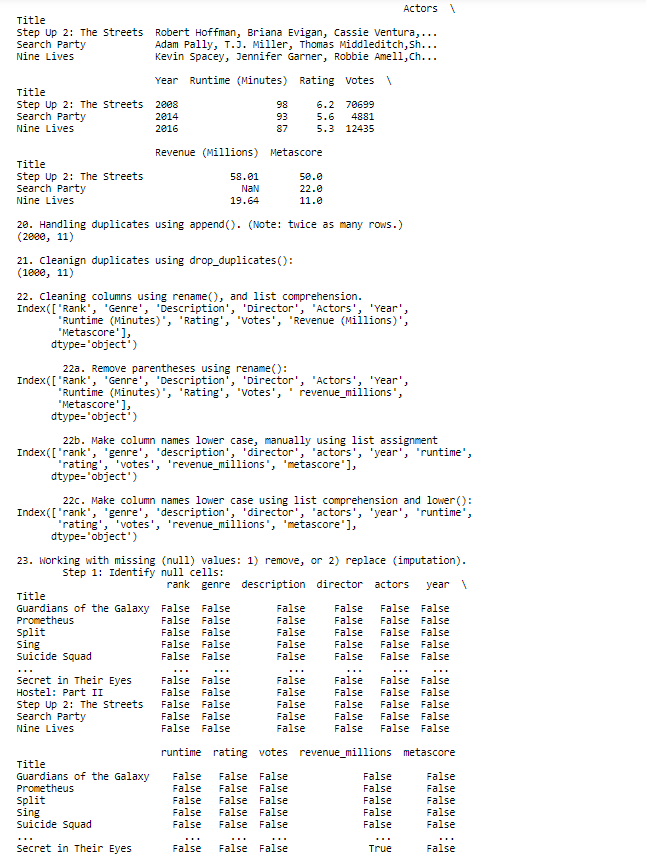 Actors \
Title
Step Up 2: The Streets Robert Hoffman, Briana Evigan, Cassie Ventura,...
Search Party Adam Pally, T.J. Miller, Thomas Middleditch,Sh...
Nine Lives Kevin Spacey, Jennifer Garner, Robbie Amell,Ch...
Year Runtime (Minutes) Rating Votes \
Title
Step Up 2: The Streets 2008 98 6.2 70699
Search Party 2014 93 5.6 4881
Nine Lives 2016 87 5.3 12435
Revenue (Millions) Metascore
Title
Step Up 2: The Streets 58.01 50.0
Search Party NaN 22.0
Nine Lives 19.64 11.0
20. Handling duplicates using append(). (Note: twice as many rows.)
(2000, 11)
21. Cleanign duplicates using drop_duplicates():
(1000, 11)
22. Cleaning columns using rename(), and list comprehension.
Index(['Rank', 'Genre', 'Description', 'Director', 'Actors', 'Year',
'Runtime (Minutes)', 'Rating', 'Votes', 'Revenue (Millions)',
'Metascore'],
dtype='object')
22a. Remove parentheses using rename():
Index(['Rank', 'Genre', 'Description', 'Director', 'Actors', 'Year',
'Runtime (Minutes)', 'Rating', 'Votes', ' revenue_millions',
'Metascore'],
dtype='object')
22b. Make column names lower case, manually using list assignment
Index(['rank', 'genre', 'description', 'director', 'actors', 'year', 'runtime',
'rating', 'votes', 'revenue_millions', 'metascore'],
dtype='object')
22c. Make column names lower case using list comprehension and lower():
Index(['rank', 'genre', 'description', 'director', 'actors', 'year', 'runtime',
'rating', 'votes', 'revenue_millions', 'metascore'],
dtype='object')
23. Working with missing (null) values: 1) remove, or 2) replace (imputation).
Step 1: Identify null cells:
rank genre description director actors year \
Title
Guardians of the Galaxy False False False False False False
Prometheus False False False False False False
Split False False False False False False
Sing False False False False False False
Suicide Squad False False False False False False
... ... ... ... ... ... ...
Secret in Their Eyes False False False False False False
Hostel: Part II False False False False False False
Step Up 2: The Streets False False False False False False
Search Party False False False False False False
Nine Lives False False False False False False
runtime rating votes revenue_millions metascore
Title
Guardians of the Galaxy False False False False False
Prometheus False False False False False
Split False False False False False
Sing False False False False False
Suicide Squad False False False False False
... ... ... ... ... ...
Secret in Their Eyes False False False True False